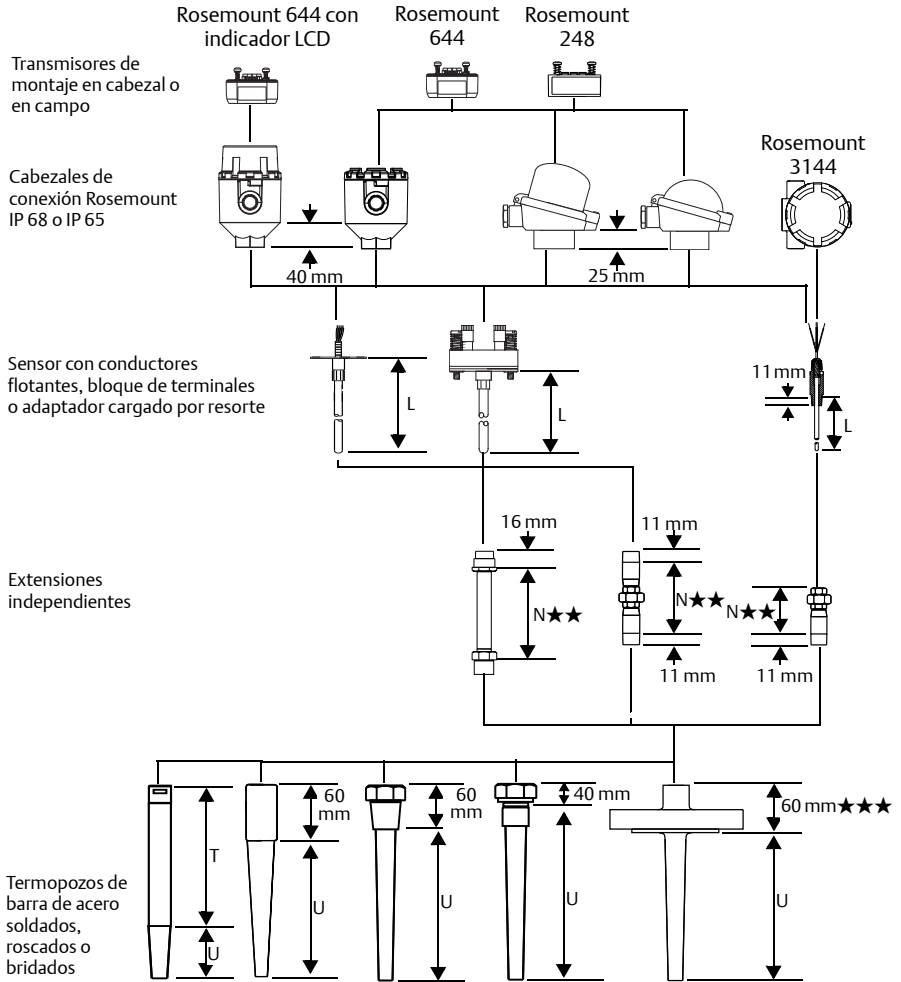 Rosemount 644 con
indicador LCD
Rosemount
644
Rosemount
248
Transmisores de
montaje en cabezal o
en campo
Rosemount
3144
Cabezales de
conexión Rosemount
IP 68 o IP 65
40 mm
25 mm
Sensor con conductores
flotantes, bloque de terminales
o adaptador cargado por resorte
L
L
11 mm
L
16 mm
11 mm
Extensiones
independientes
N★★
N★★
N★★
11 mm
11 mm
60
mm
60
mm
40 mm
60 mm★★★
T
U
U
U
U
U
Termopozos de
barra de acero
soldados,
roscados o
bridados